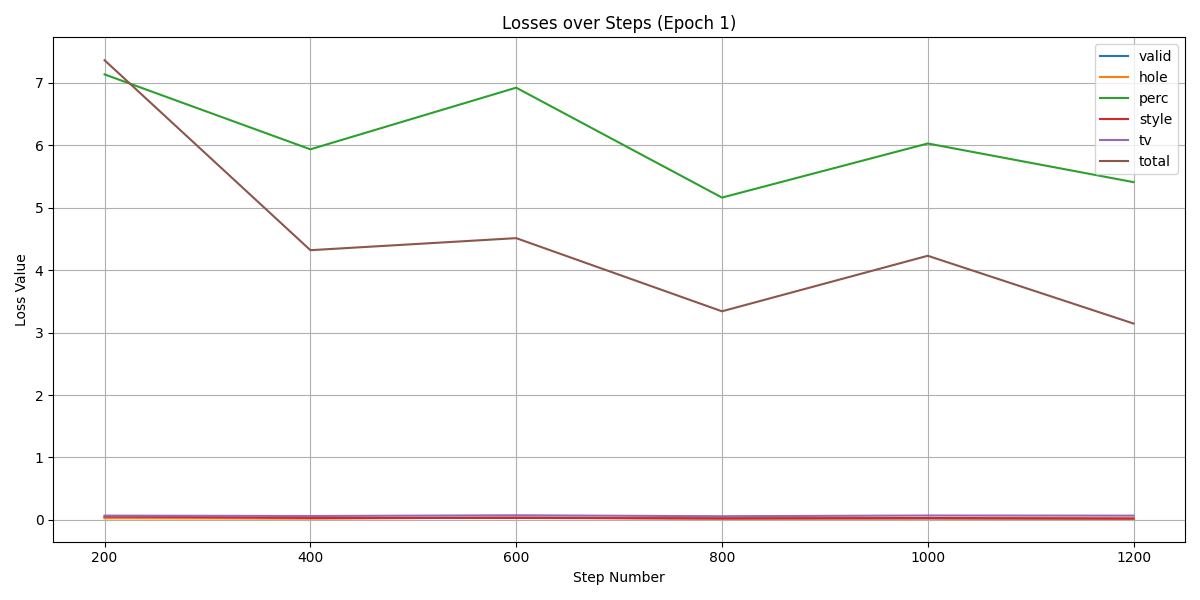 Losses over Steps (Epoch 1)
valid
hole
perc
style
tv
total
Loss Value
7
6
5
4
3
2
1
0
200 400 600 800 1000 1200
Step Number